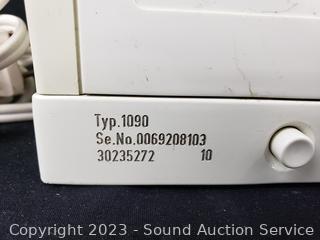 Typ.1090
Se.No.0069208103
30235272 10
Copyright 2023 - Sound Auction Service